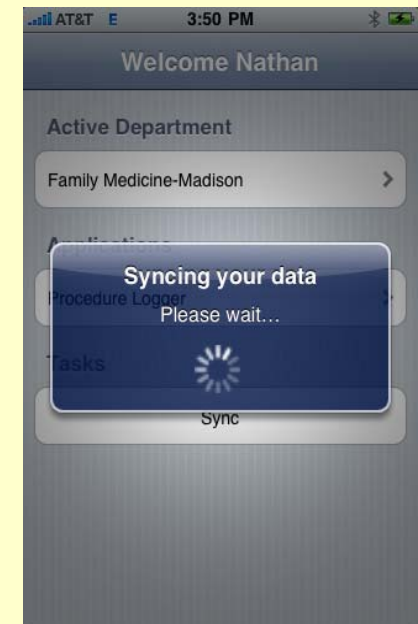 AT&T E 3:50 PM
Welcome Nathan
Active Department
Family Medicine-Madison
Applications
Syncing your data
Procedure Logger
Please wait...
Tasks
Sync